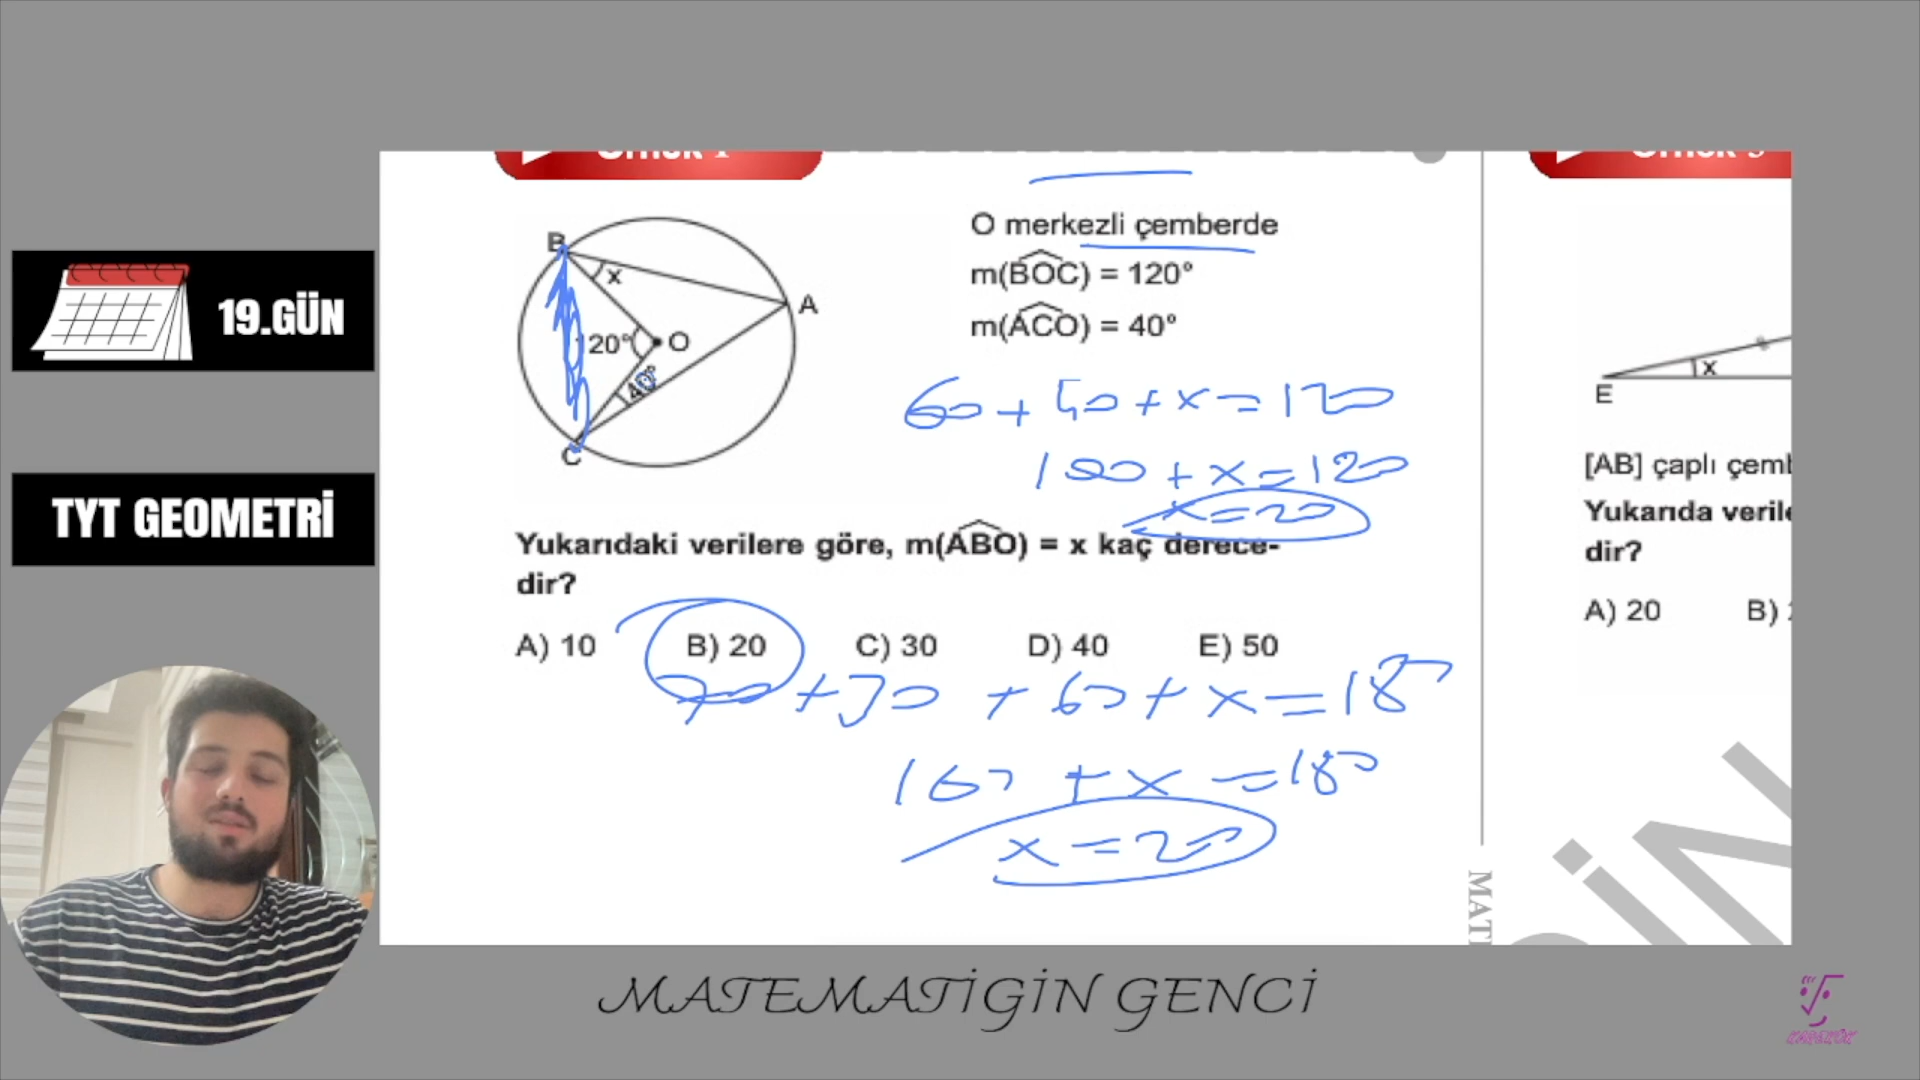 19.GÜN
TYT GEOMETRİ
B
x
A
120°
O
40°
C
O merkezli çemberde
m(BOC) = 120°
m(ACO) = 40°
60 + 40 + x = 120
100 + x = 120
x = 20
Yukarıdaki verilere göre, m(ABO) = x kaç derece-
dir?
A) 10 B) 20 C) 30 D) 40 E) 50
+ 30 + 60 + x = 180
160 + x = 180
x = 20
x
E
[AB] çaplı çem
Yukarıda veril
dir?
A) 20 B)
MAT
MATEMATİGİN GENCİ